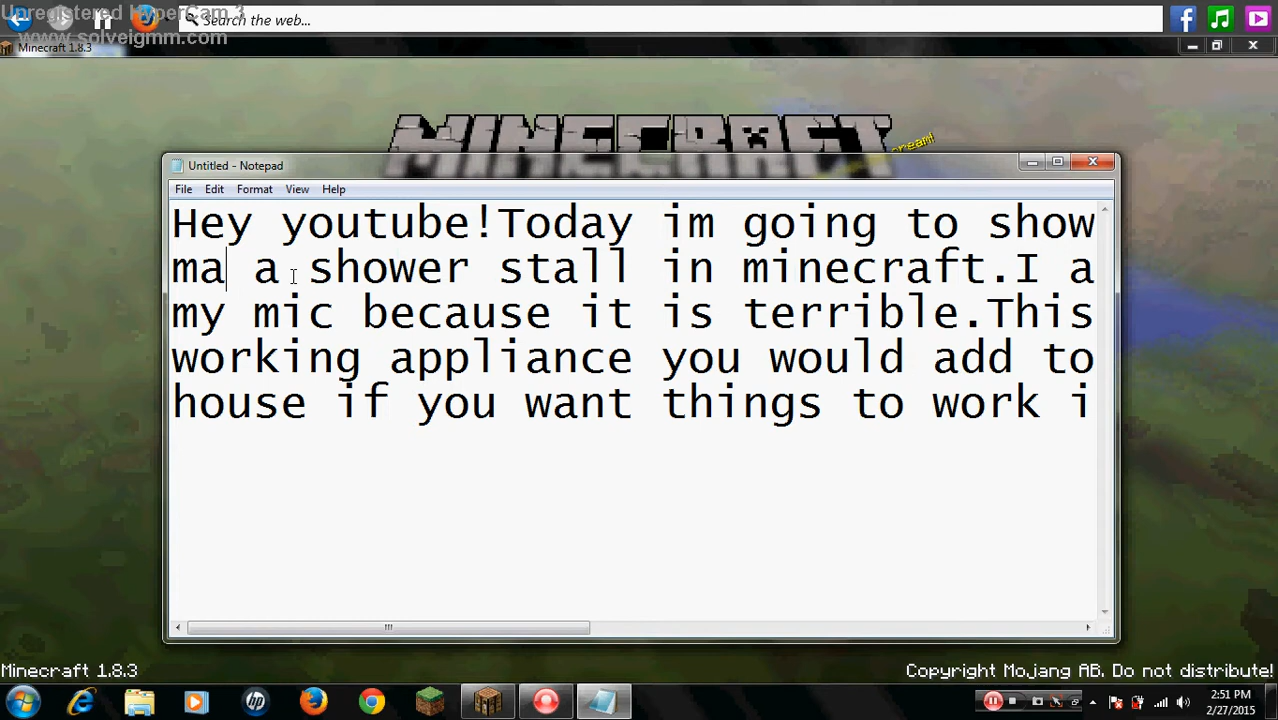 Unregistered HyperCam 3
www.solveigmm.com
Search the web...
Minecraft 1.8.3
MINECRAFT
cream!
Untitled - Notepad
File Edit Format View Help
Hey youtube!Today im going to show
ma a shower stall in minecraft.I a
my mic because it is terrible.This
working appliance you would add to
house if you want things to work i
Minecraft 1.8.3
Copyright Mojang AB. Do not distribute!
hp
2:51 PM
2/27/2015